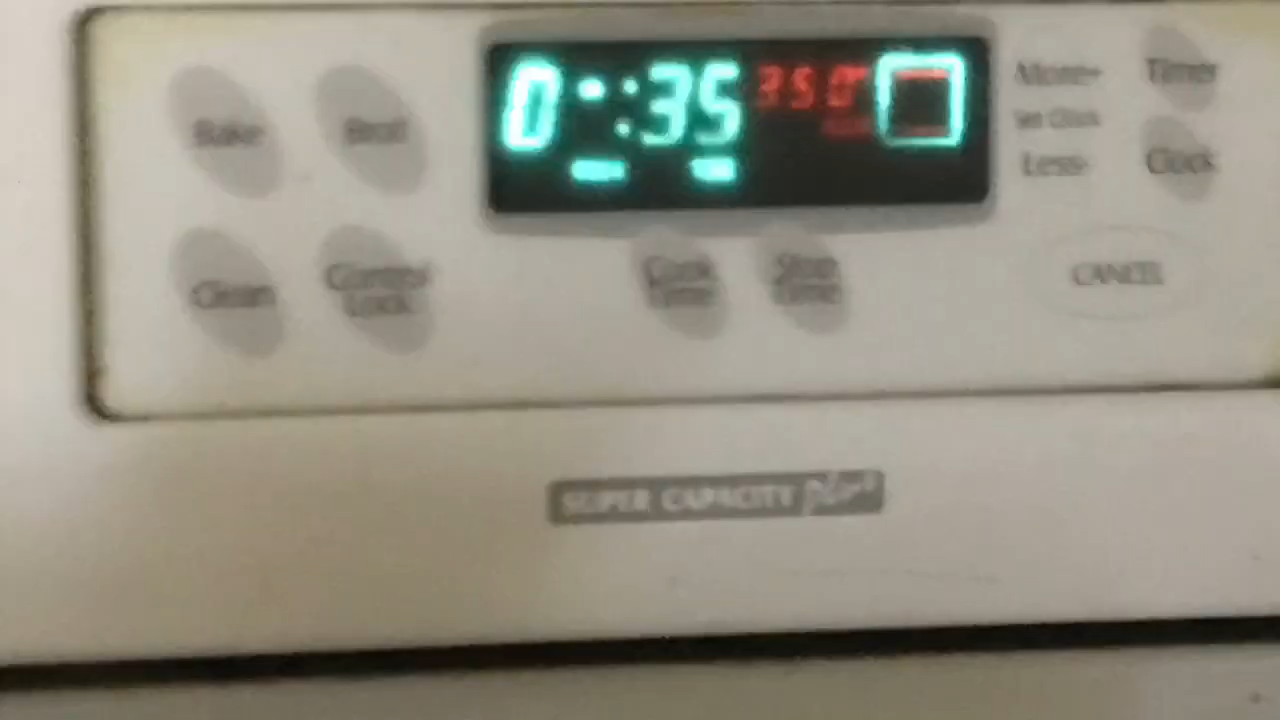 0:35 350°
Bake Broil
More+ Timer
Set Clock
Less- Clock
Clean Control Lock
Cook Time Stop Time
CANCEL
SUPER CAPACITY plus